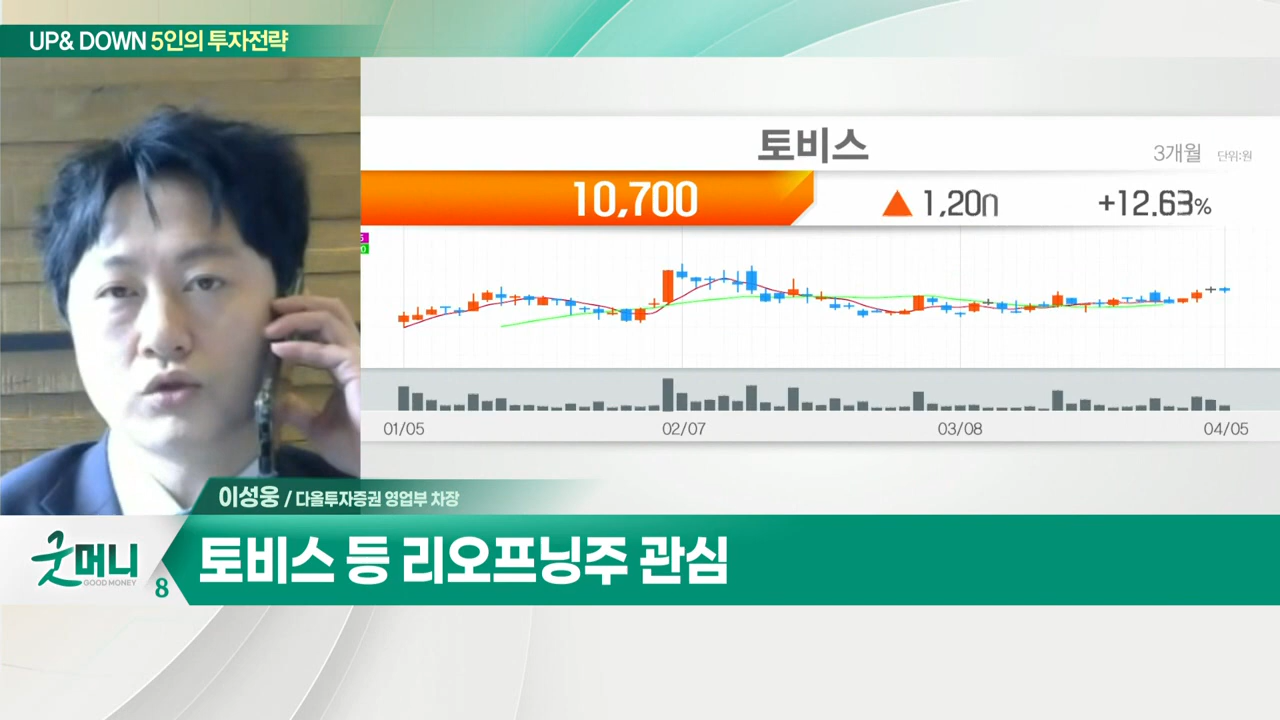 UP& DOWN 5인의 투자전략
토비스
3개월 단위:원
10,700 ▲ +12.63%
01/05 02/07 03/08 04/05
이성웅 / 다올투자증권 영업부 차장
굿머니
GOOD MONEY
8
토비스 등 리오프닝주 관심